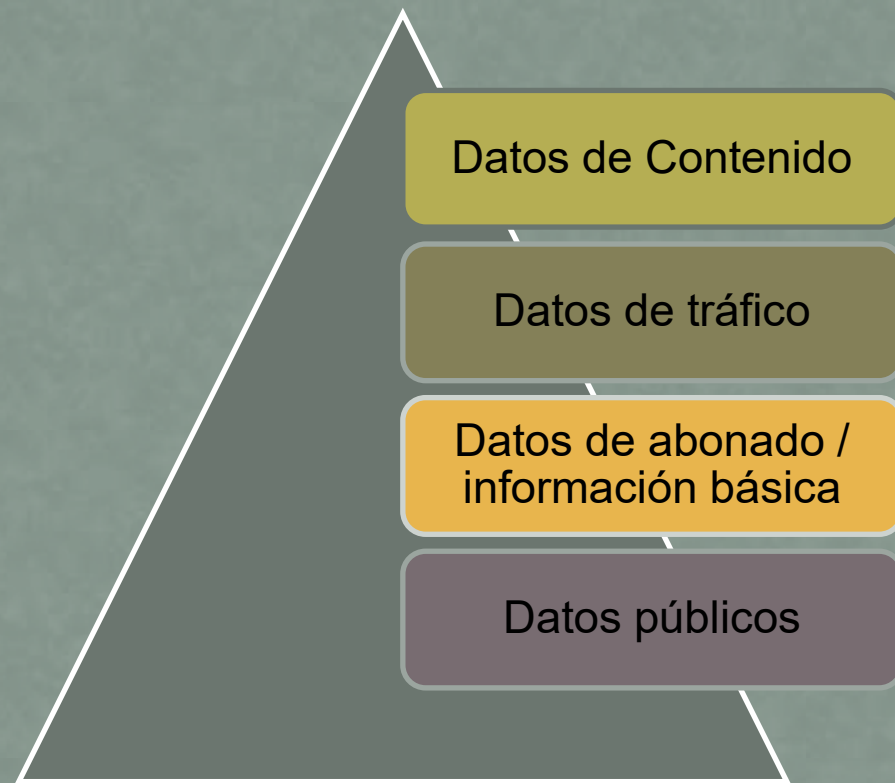 Datos de Contenido
Datos de tráfico
Datos de abonado /
información básica
Datos públicos